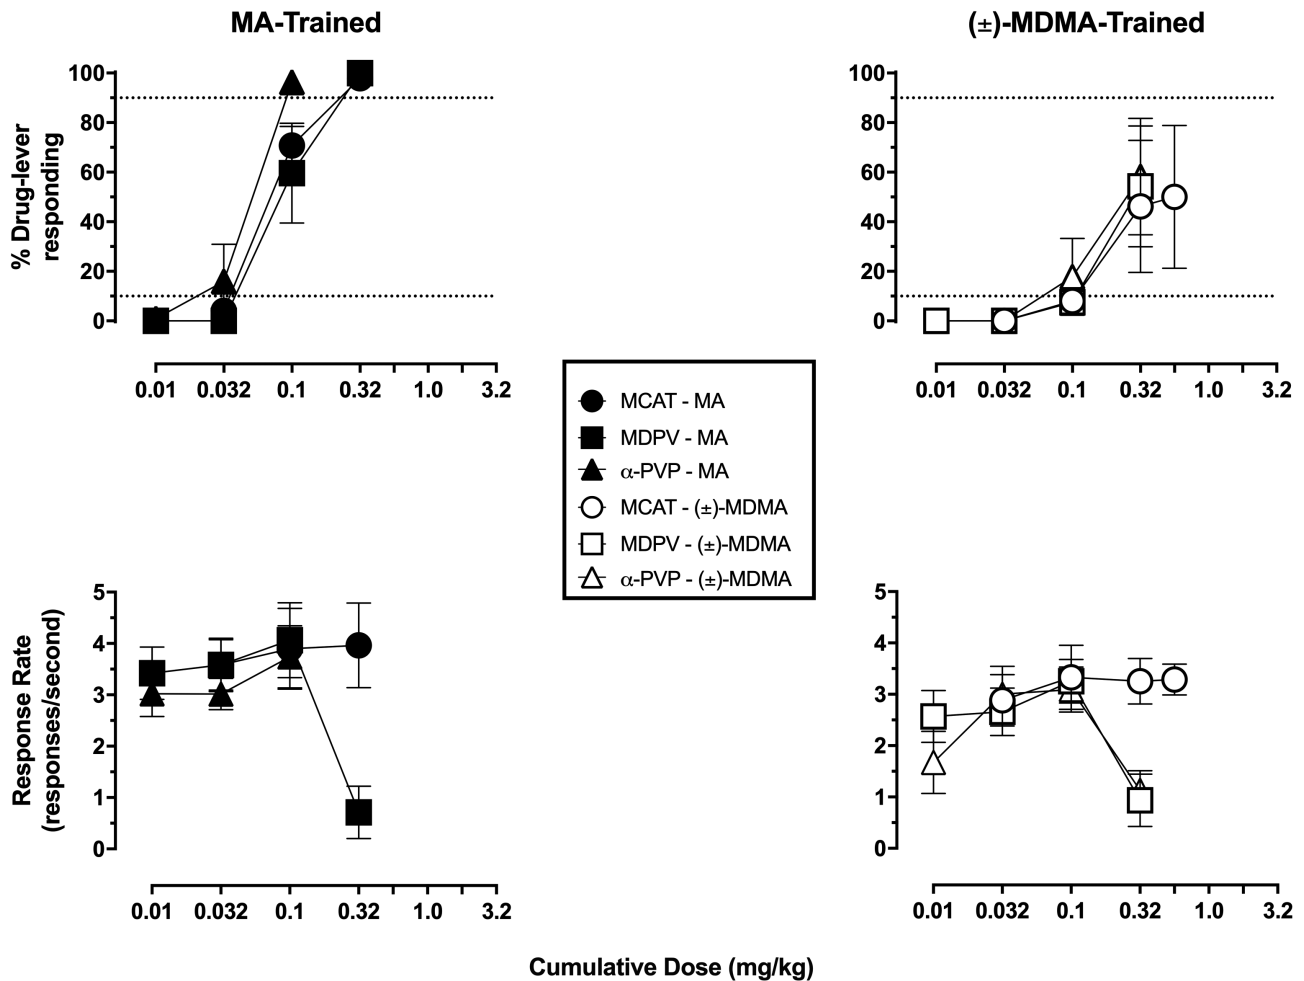 MA-Trained
(±)-MDMA-Trained
% Drug-lever
responding
100
80
60
40
20
0
0.01 0.032 0.1 0.32 1.0 3.2
100
80
60
40
20
0
0.01 0.032 0.1 0.32 1.0 3.2
MCAT - MA
MDPV - MA
α-PVP - MA
MCAT - (±)-MDMA
MDPV - (±)-MDMA
α-PVP - (±)-MDMA
Response Rate
(responses/second)
5
4
3
2
1
0
0.01 0.032 0.1 0.32 1.0 3.2
5
4
3
2
1
0
0.01 0.032 0.1 0.32 1.0 3.2
Cumulative Dose (mg/kg)